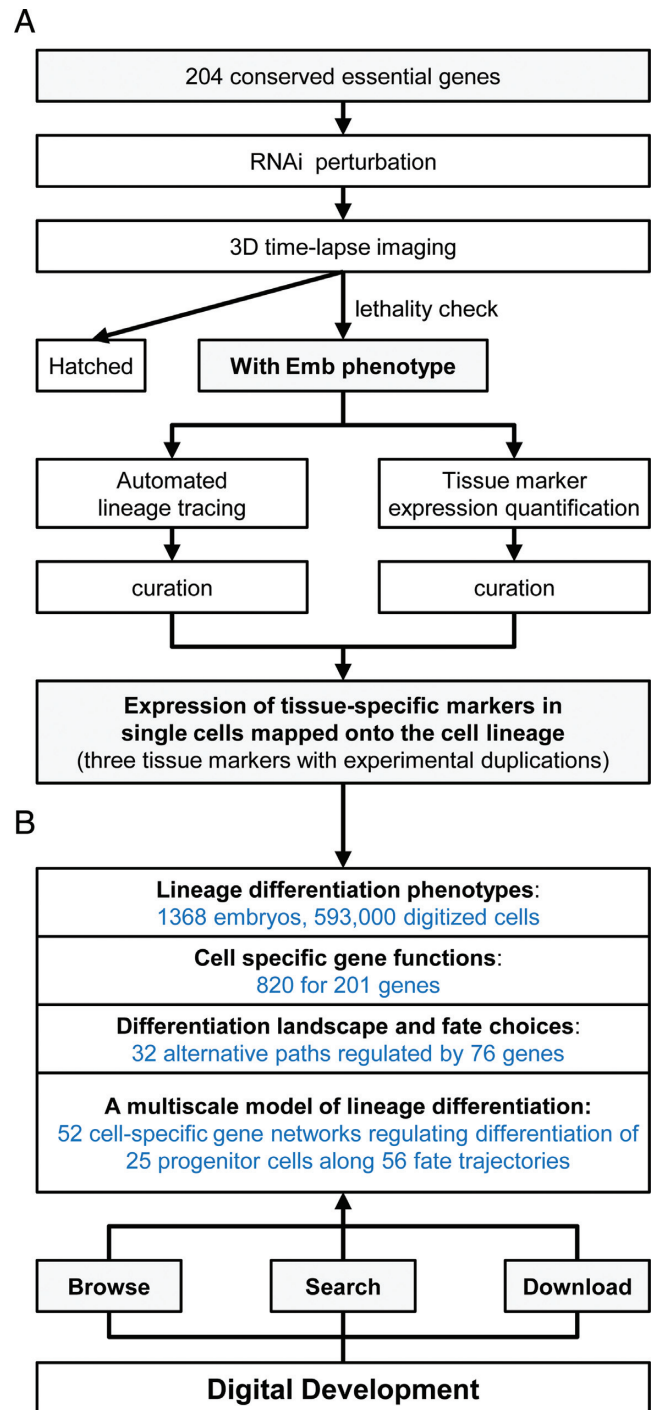 A
204 conserved essential genes
RNAi perturbation
3D time-lapse imaging
lethality check
Hatched
With Emb phenotype
Automated
lineage tracing
Tissue marker
expression quantification
curation
curation
Expression of tissue-specific markers in
single cells mapped onto the cell lineage
(three tissue markers with experimental duplications)
B
Lineage differentiation phenotypes:
1368 embryos, 593,000 digitized cells
Cell specific gene functions:
820 for 201 genes
Differentiation landscape and fate choices:
32 alternative paths regulated by 76 genes
A multiscale model of lineage differentiation:
52 cell-specific gene networks regulating differentiation of
25 progenitor cells along 56 fate trajectories
Browse
Search
Download
Digital Development